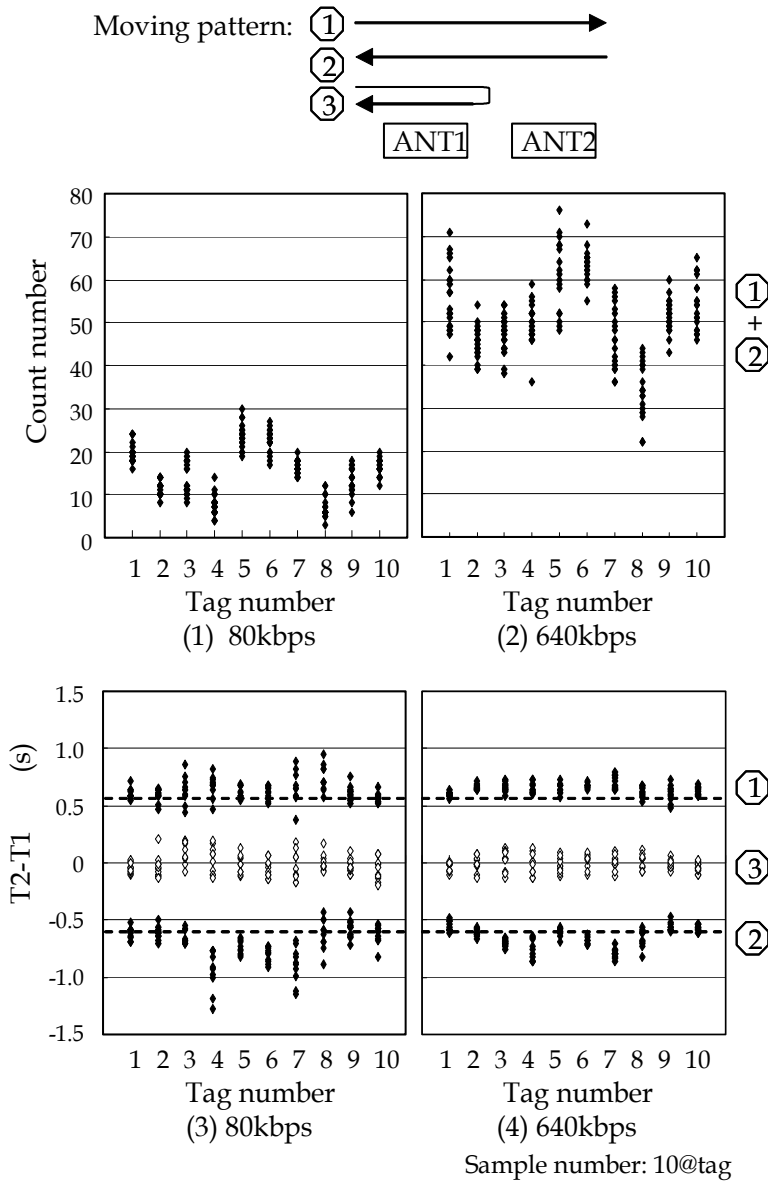 Moving pattern: 1
2
3
ANT1 ANT2
80
70
60
50
40
30
20
10
0
Count number
1 2 3 4 5 6 7 8 9 10
Tag number
(1) 80kbps
1 2 3 4 5 6 7 8 9 10
Tag number
(2) 640kbps
1
+
2
1.5
1.0
0.5
0
-0.5
-1.0
-1.5
T2-T1 (s)
1 2 3 4 5 6 7 8 9 10
Tag number
(3) 80kbps
1 2 3 4 5 6 7 8 9 10
Tag number
(4) 640kbps
1
3
2
Sample number: 10@tag